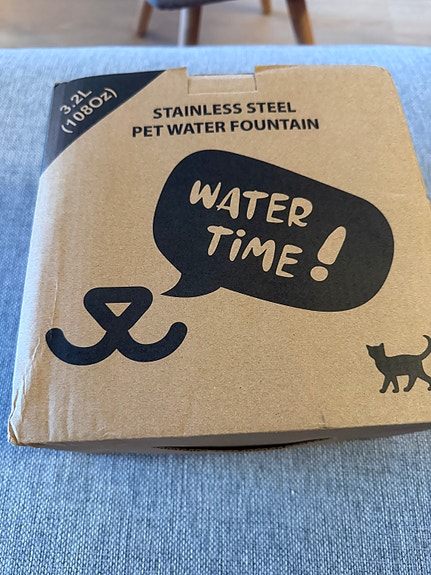 3.2L
(108Oz)
STAINLESS STEEL
PET WATER FOUNTAIN
WATER
TiME!